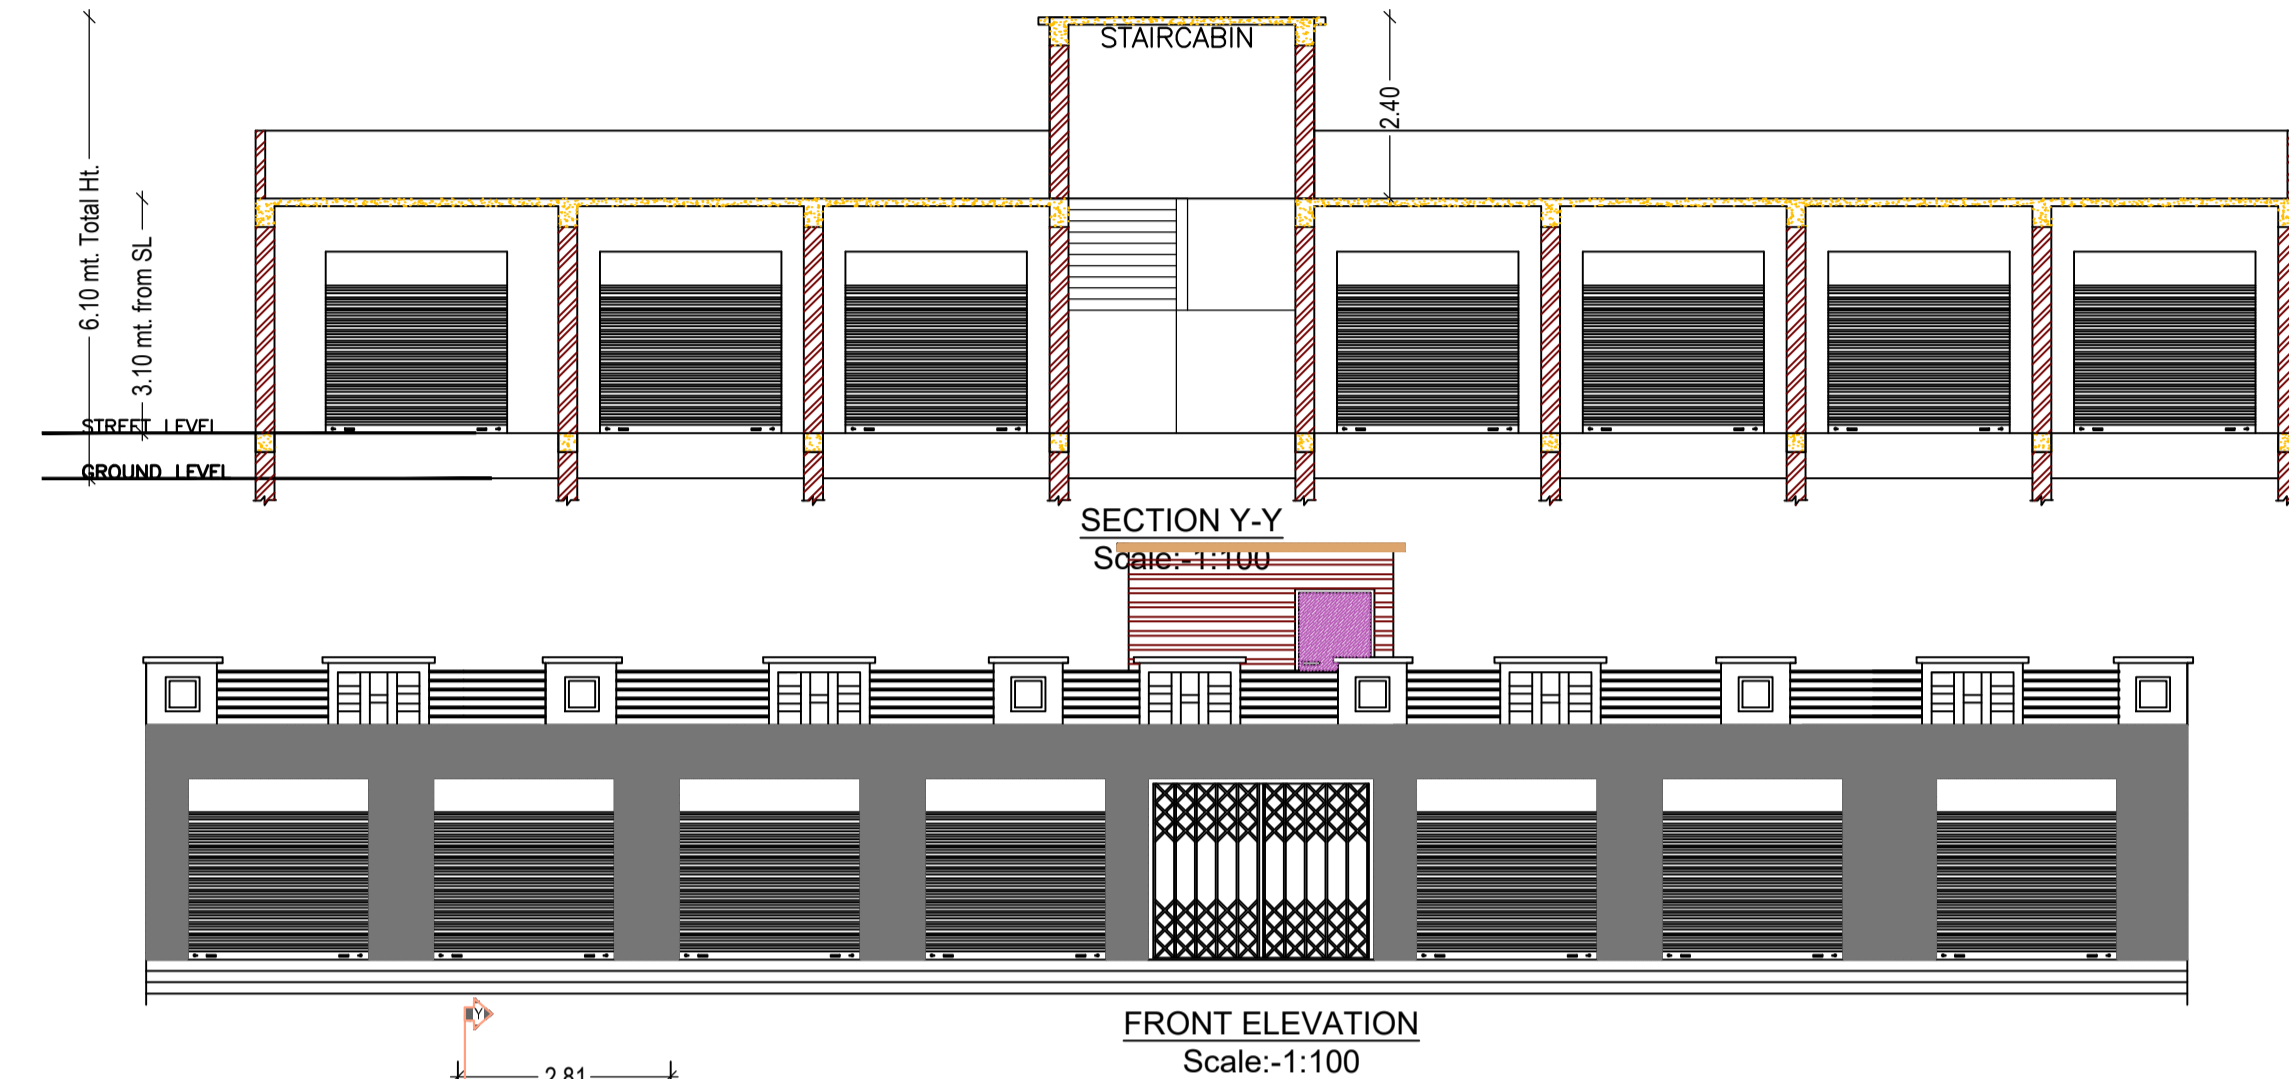 STAIRCABIN
2.40
6.10 mt. Total Ht.
3.10 mt. from SL
STREET LEVEL
GROUND LEVEL
SECTION Y-Y
Scale:-1:100
FRONT ELEVATION
Scale:-1:100
Y
2.81